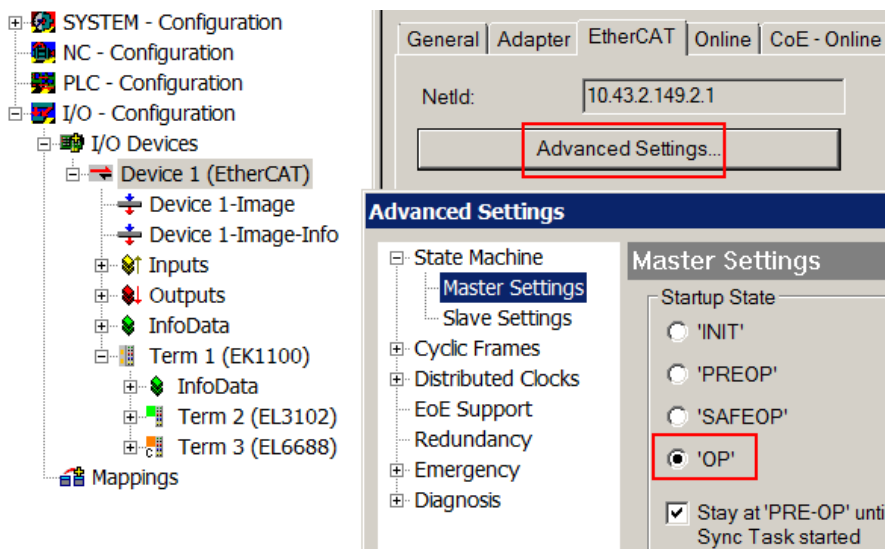 SYSTEM - Configuration
NC - Configuration
PLC - Configuration
I/O - Configuration
I/O Devices
Device 1 (EtherCAT)
Device 1-Image
Device 1-Image-Info
Inputs
Outputs
InfoData
Term 1 (EK1100)
InfoData
Term 2 (EL3102)
Term 3 (EL6688)
Mappings
General Adapter EtherCAT Online CoE - Online
NetId: 10.43.2.149.2.1
Advanced Settings...
Advanced Settings
State Machine
Master Settings
Slave Settings
Cyclic Frames
Distributed Clocks
EoE Support
Redundancy
Emergency
Diagnosis
Master Settings
Startup State
'INIT'
'PREOP'
'SAFEOP'
'OP'
Stay at 'PRE-OP' unti
Sync Task started